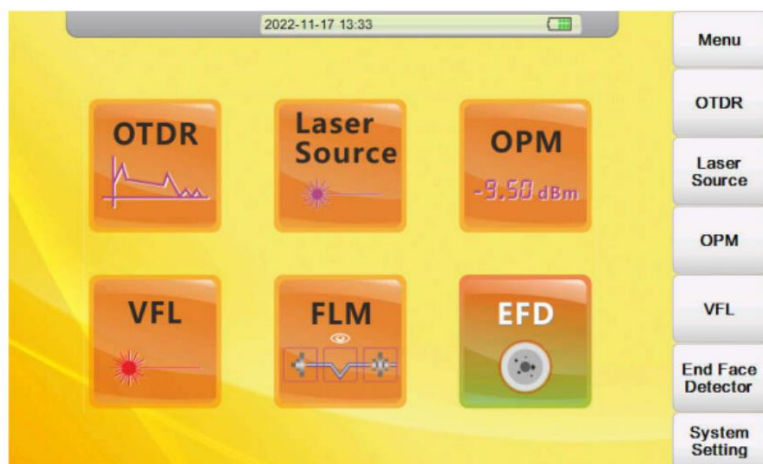 2022-11-17 13:33
OTDR
Laser
Source
OPM
-9.50 dBm
VFL
FLM
EFD
Menu
OTDR
Laser
Source
OPM
VFL
End Face
Detector
System
Setting